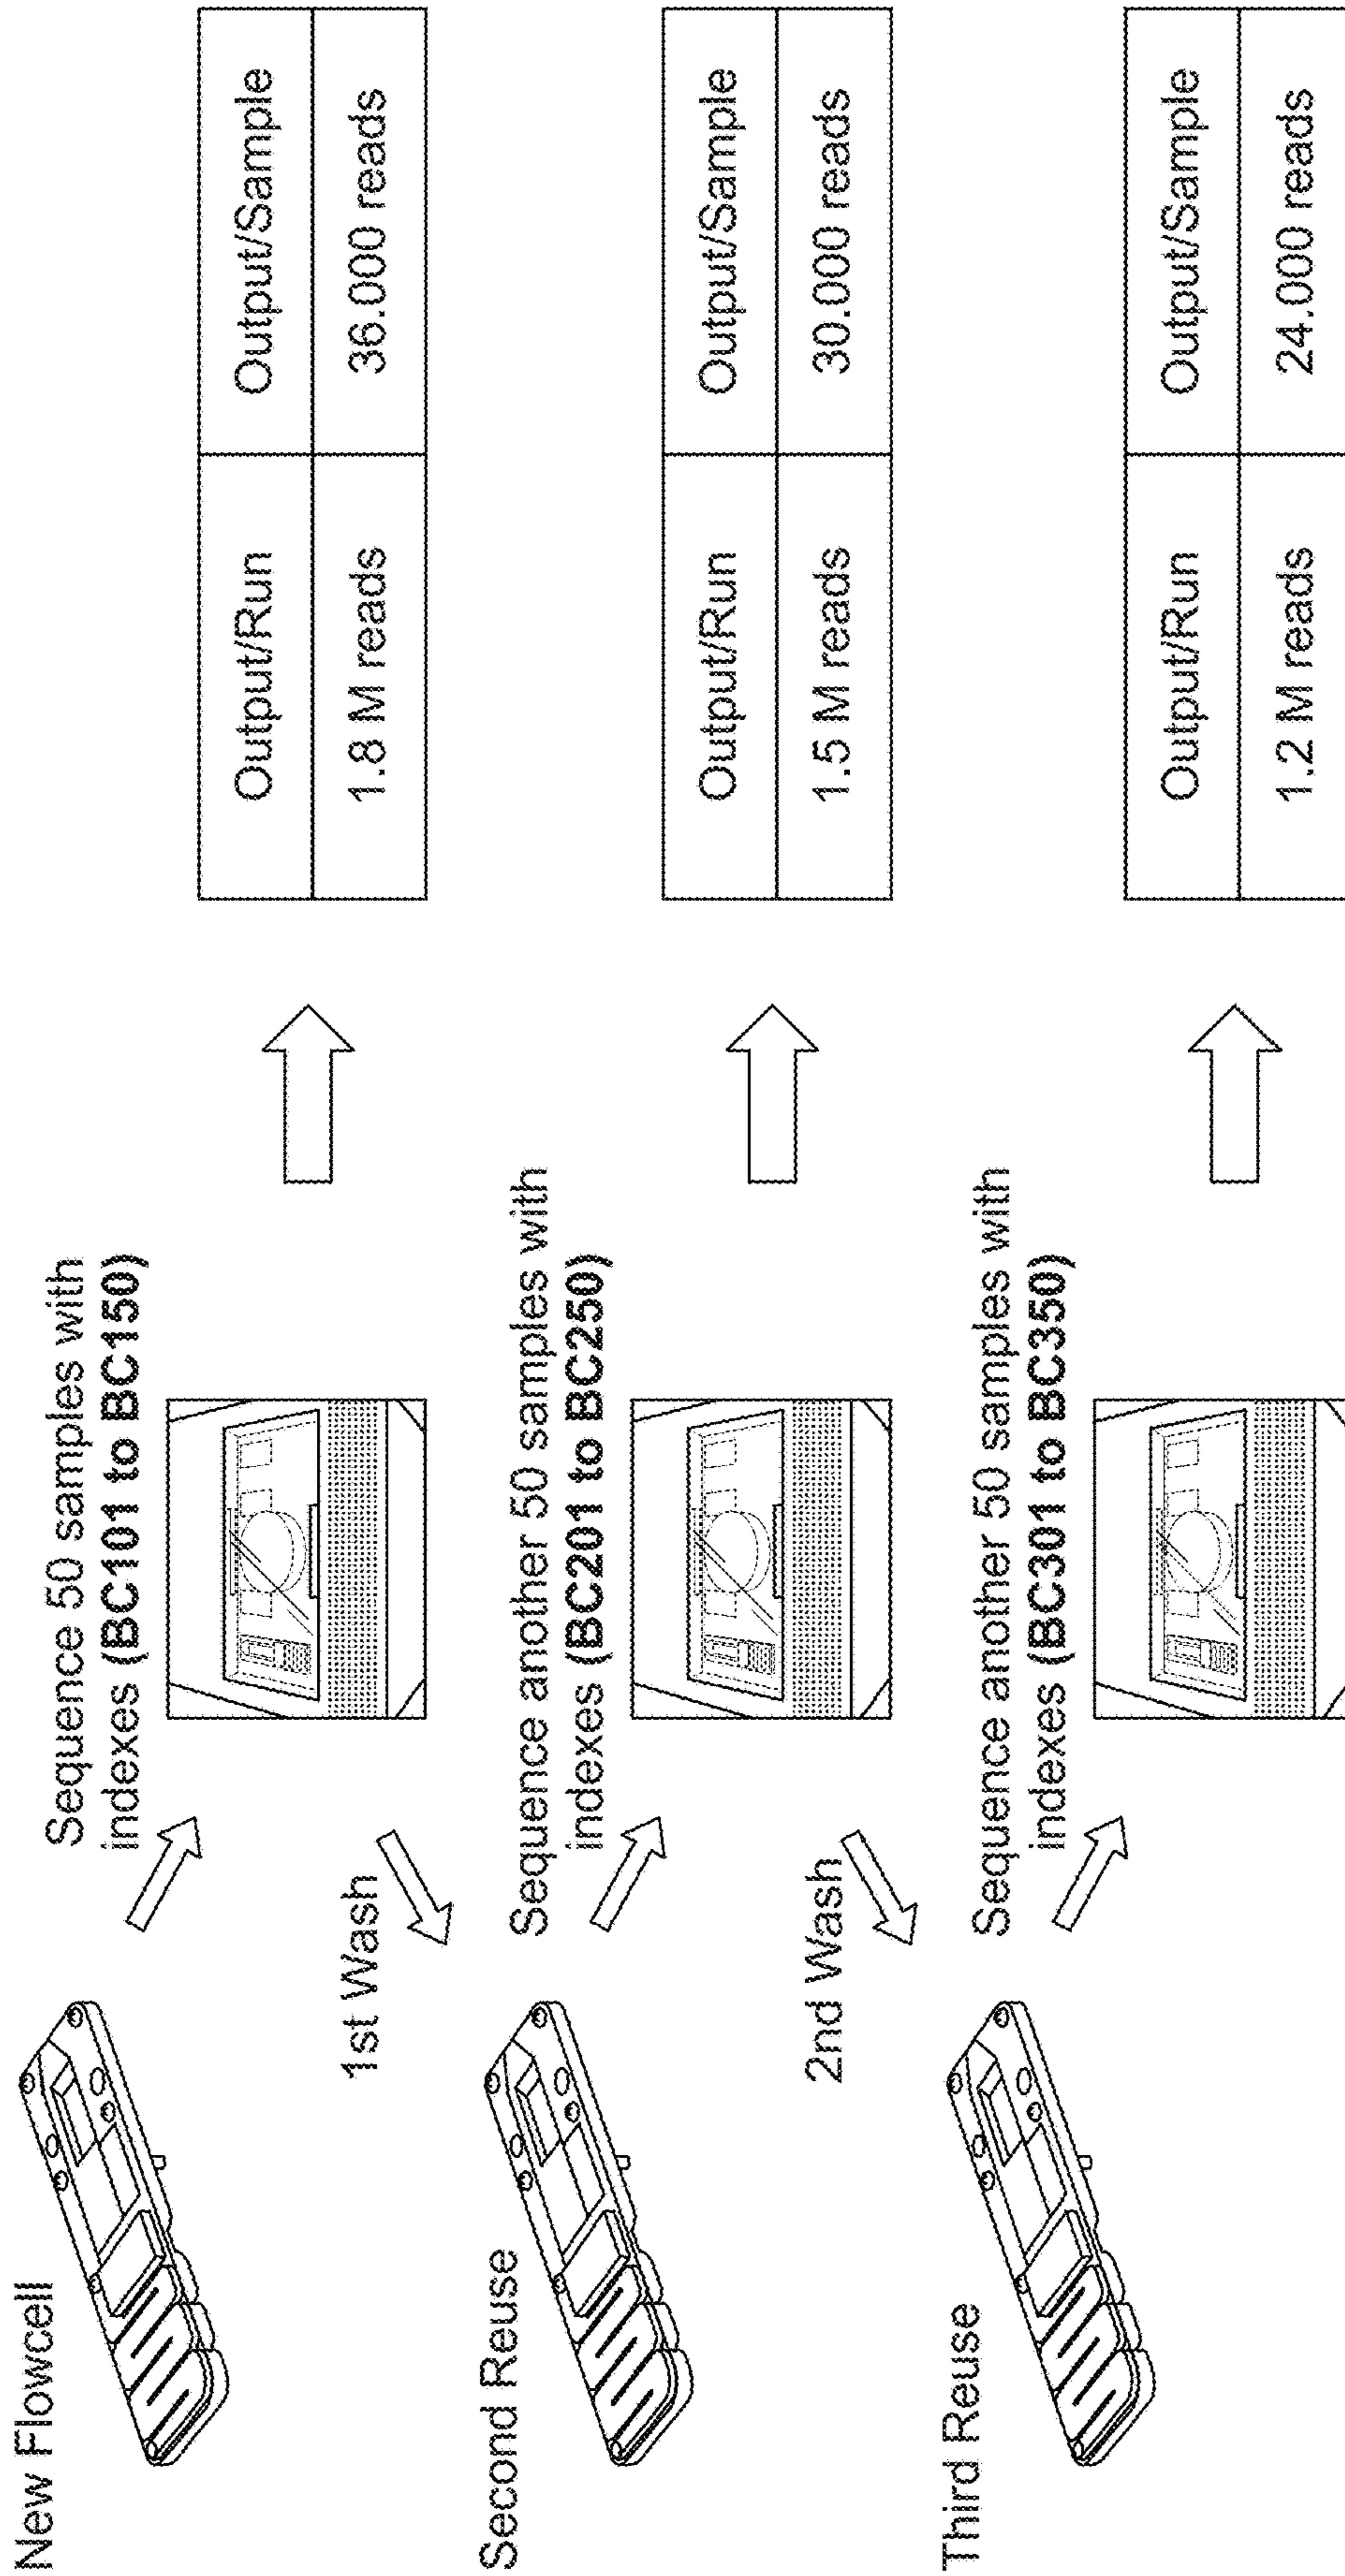 New Flowcell
Sequence 50 samples with
indexes (BC101 to BC150)
Output/Run
Output/Sample
1.8 M reads
36.000 reads
1st Wash
Second Reuse
Sequence another 50 samples with
indexes (BC201 to BC250)
Output/Run
Output/Sample
1.5 M reads
30.000 reads
2nd Wash
Third Reuse
Sequence another 50 samples with
indexes (BC301 to BC350)
Output/Run
Output/Sample
1.2 M reads
24.000 reads